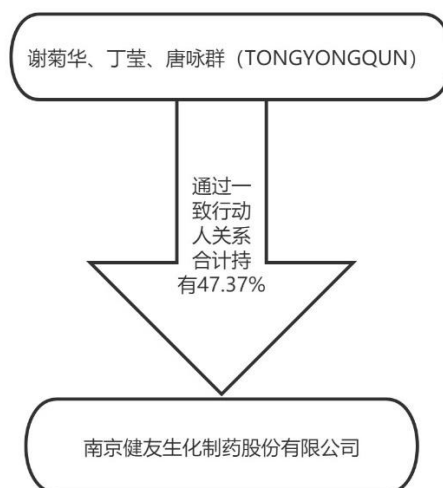 谢菊华、丁莹、唐咏群（TONGYONGQUN）
通过一
致行动
人关系
合计持
有47.37%
南京健友生化制药股份有限公司